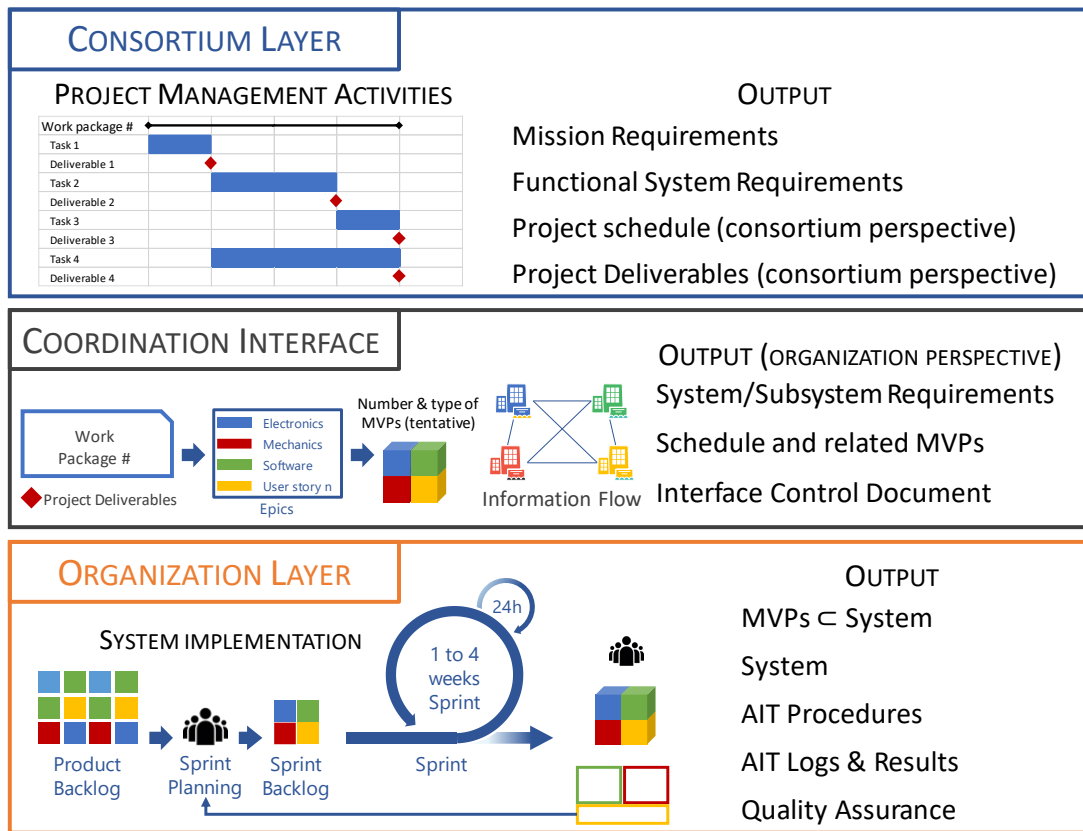 CONSORTIUM LAYER
PROJECT MANAGEMENT ACTIVITIES
Work package #
Task 1
Deliverable 1
Task 2
Deliverable 2
Task 3
Deliverable 3
Task 4
Deliverable 4
OUTPUT
Mission Requirements
Functional System Requirements
Project schedule (consortium perspective)
Project Deliverables (consortium perspective)
COORDINATION INTERFACE
Work
Package #
Project Deliverables
Electronics
Mechanics
Software
User story n
Epics
Number & type of
MVPs (tentative)
Information Flow
OUTPUT (ORGANIZATION PERSPECTIVE)
System/Subsystem Requirements
Schedule and related MVPs
Interface Control Document
ORGANIZATION LAYER
SYSTEM IMPLEMENTATION
Product
Backlog
Sprint
Planning
Sprint
Backlog
24h
1 to 4
weeks
Sprint
Sprint
OUTPUT
MVPs ⊂ System
System
AIT Procedures
AIT Logs & Results
Quality Assurance